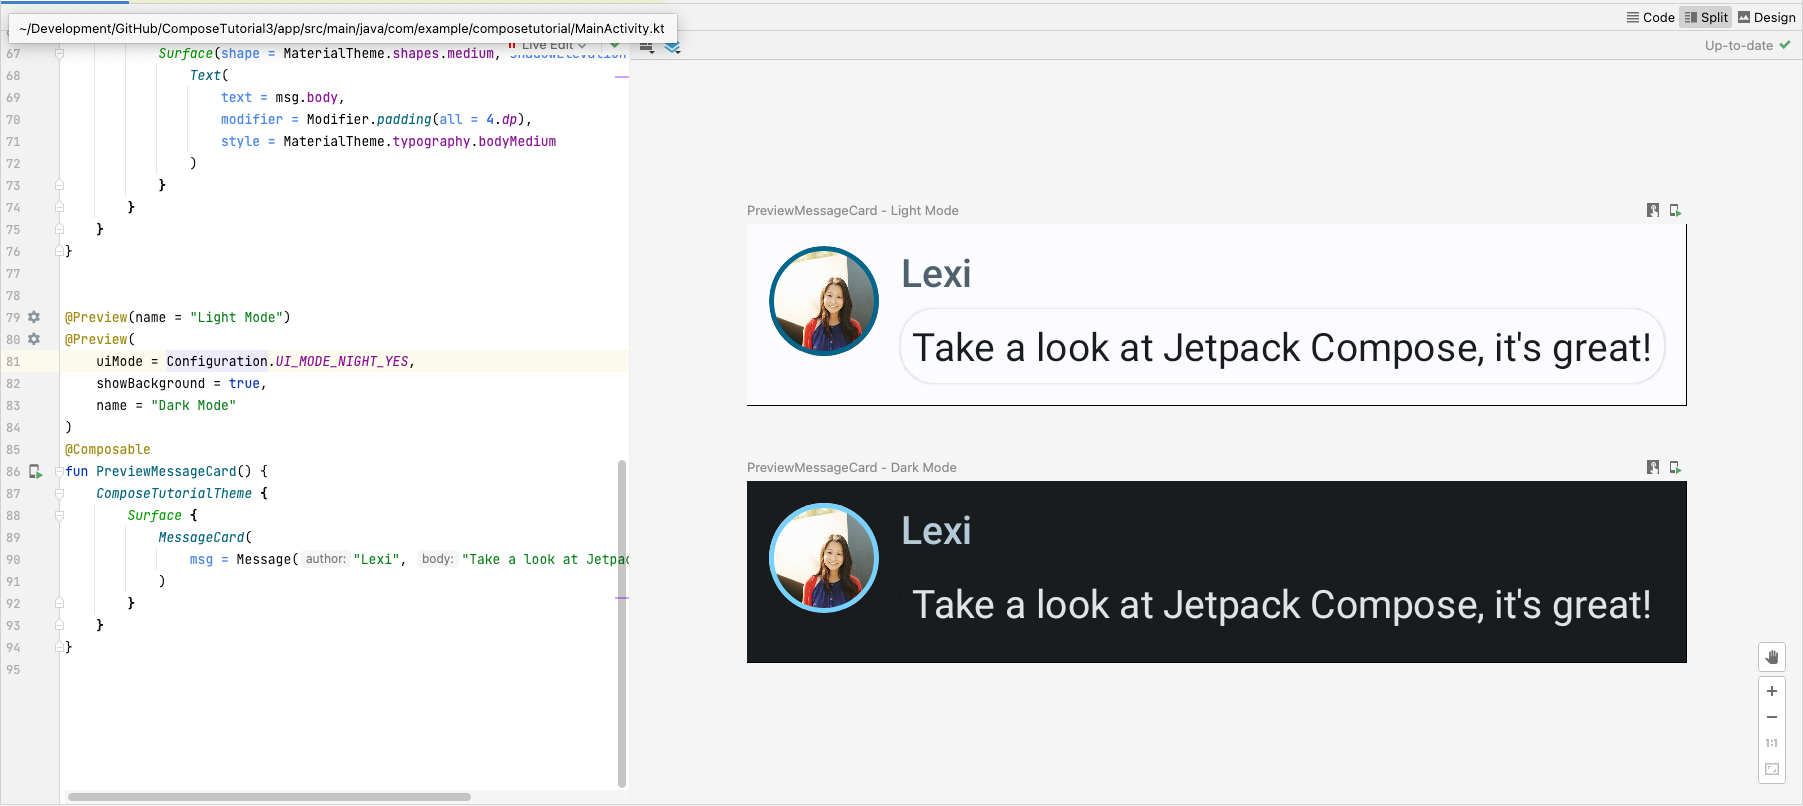 ~/Development/GitHub/ComposeTutorial3/app/src/main/java/com/example/composetutorial/MainActivity.kt
Code Split Design
Live Edit
Up-to-date
67 Surface(shape = MaterialTheme.shapes.medium, shadowElevation
68 Text(
69 text = msg.body,
70 modifier = Modifier.padding(all = 4.dp),
71 style = MaterialTheme.typography.bodyMedium
72 )
73 }
74 }
75 }
76 }
77
78
79 @Preview(name = "Light Mode")
80 @Preview(
81 uiMode = Configuration.UI_MODE_NIGHT_YES,
82 showBackground = true,
83 name = "Dark Mode"
84 )
85 @Composable
86 fun PreviewMessageCard() {
87 ComposeTutorialTheme {
88 Surface {
89 MessageCard(
90 msg = Message( author: "Lexi", body: "Take a look at Jetpac
91 )
92 }
93 }
94 }
95
PreviewMessageCard - Light Mode
Lexi
Take a look at Jetpack Compose, it's great!
PreviewMessageCard - Dark Mode
Lexi
Take a look at Jetpack Compose, it's great!
1:1